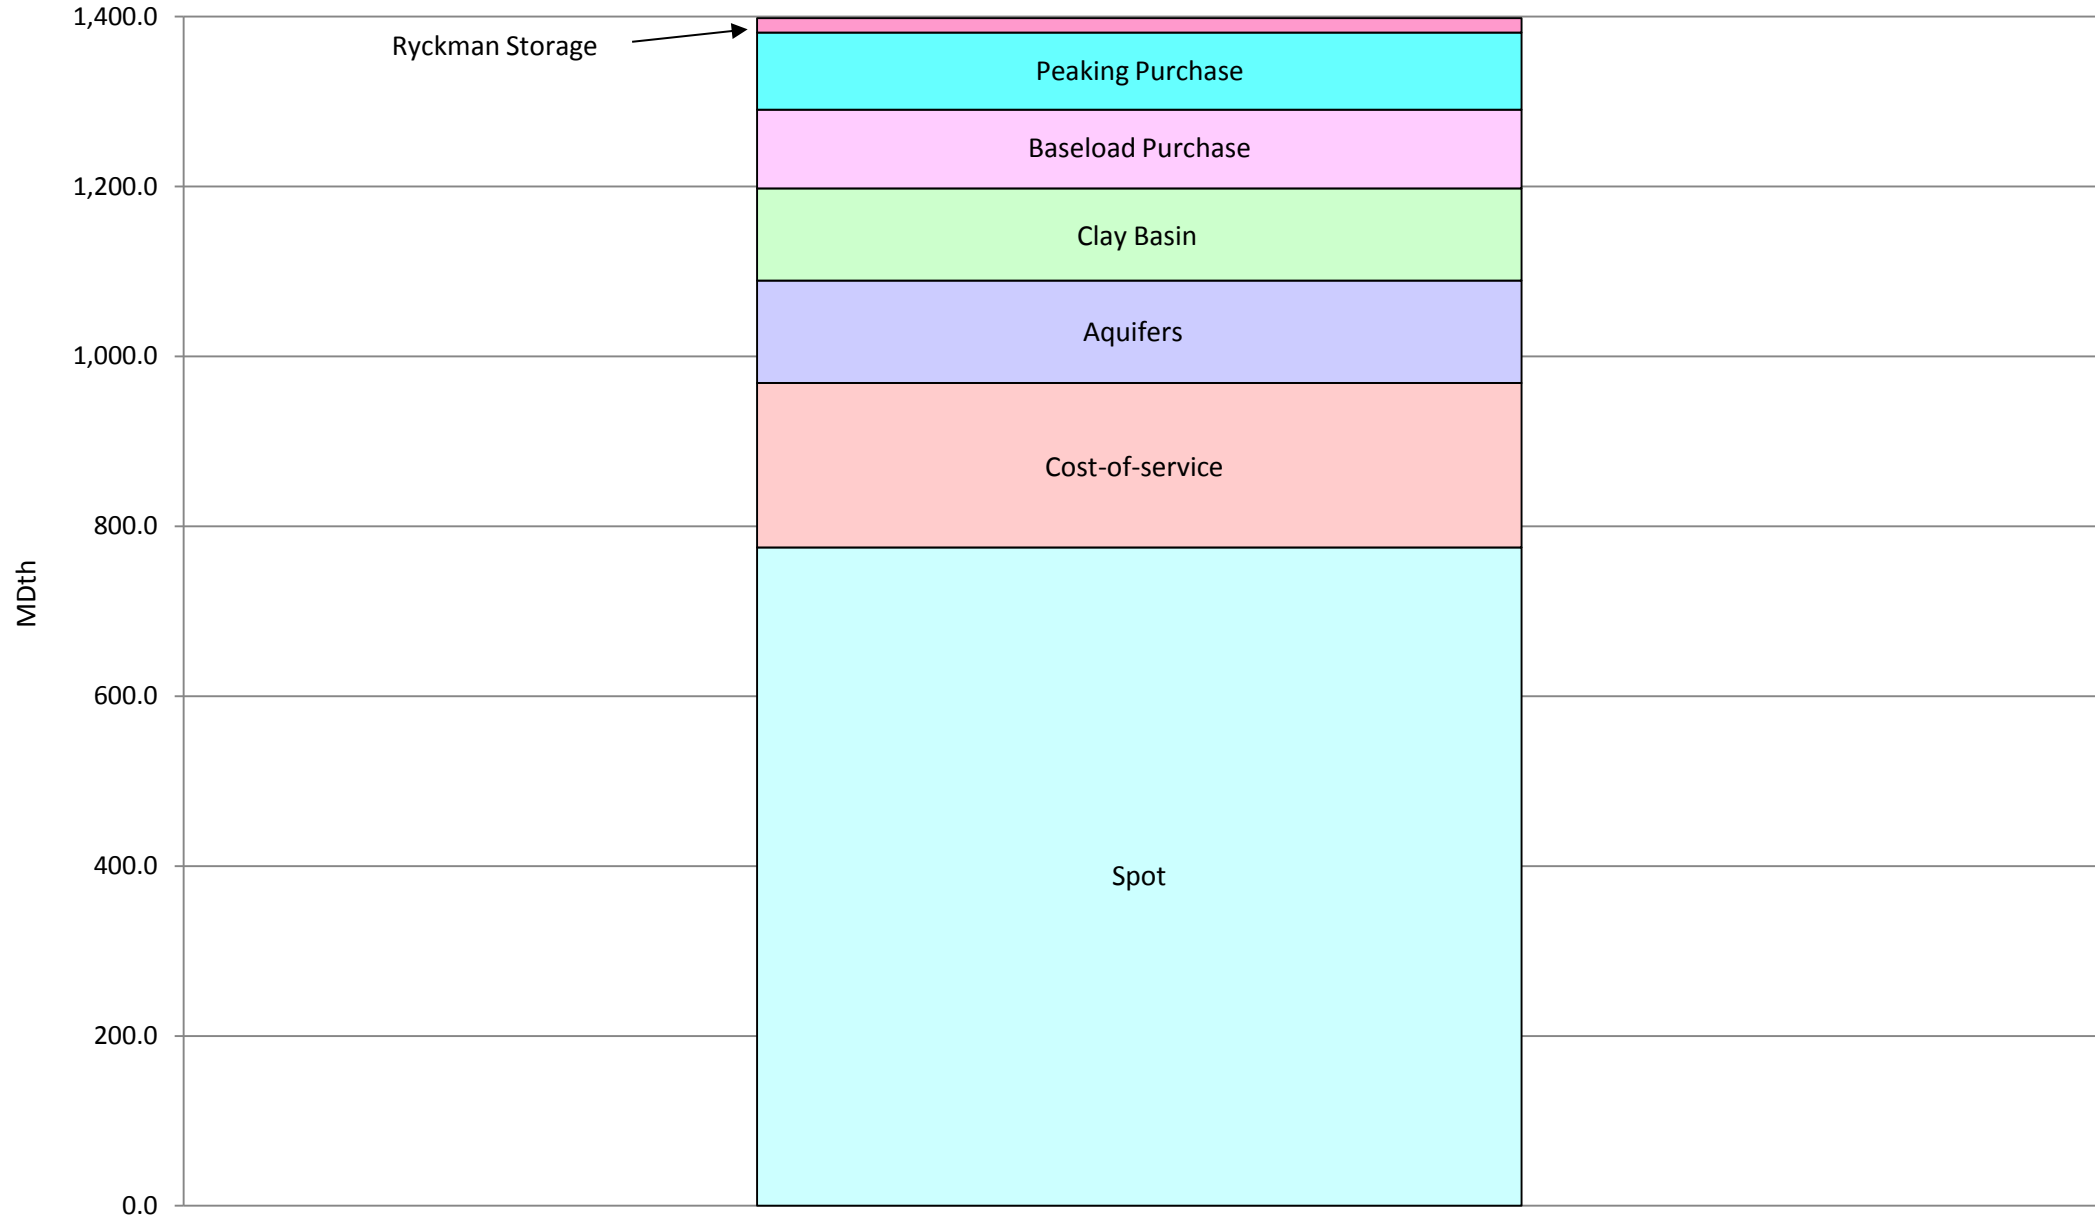 1,400.0
Ryckman Storage
Peaking Purchase
Baseload Purchase
1,200.0
Clay Basin
Aquifers
1,000.0
Cost-of-service
800.0
MDth
600.0
Spot
400.0
200.0
0.0